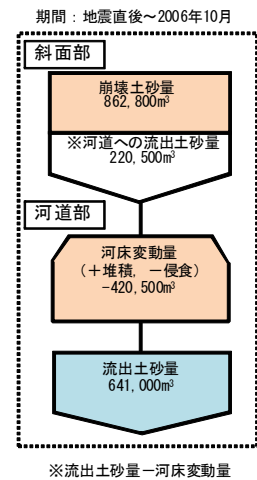 期間：地震直後～2006年10月
斜面部
崩壊土砂量
862,800m³
※河道への流出土砂量
220,500m³
河道部
河床変動量
（＋堆積，－侵食）
-420,500m³
流出土砂量
641,000m³
※流出土砂量－河床変動量